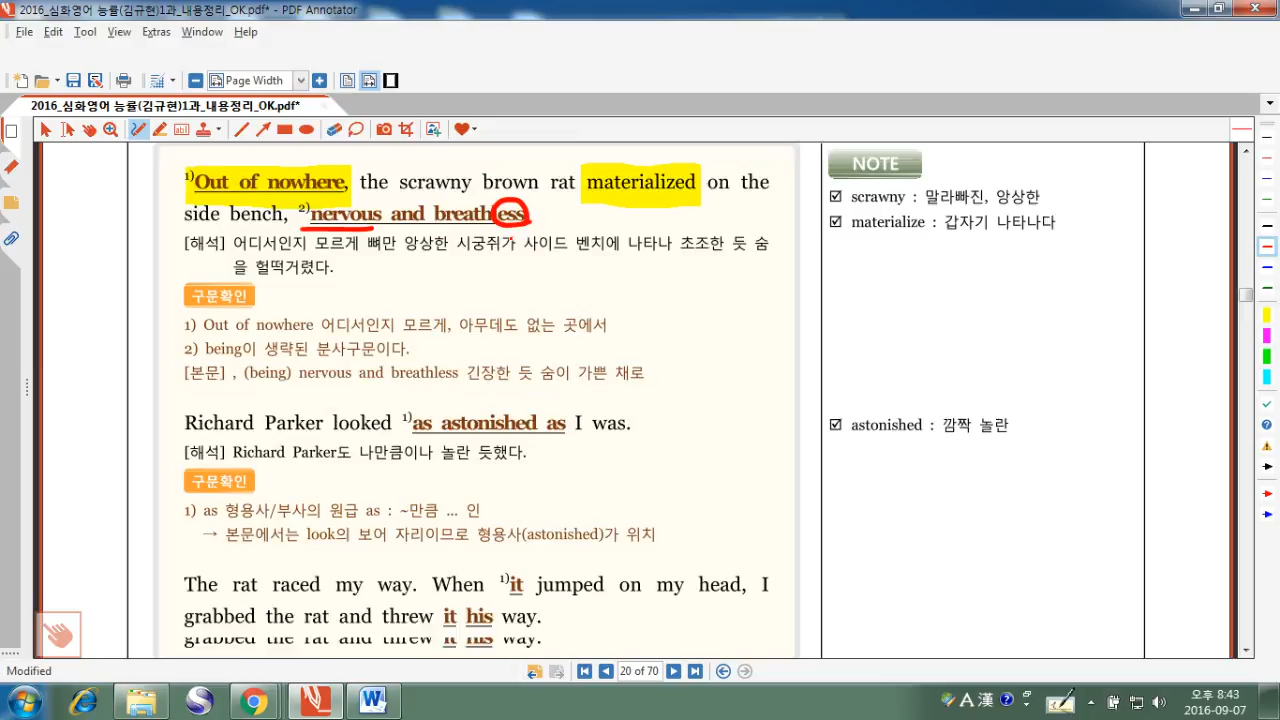 2016_심화영어 능률(김규현)1과_내용정리_OK.pdf* - PDF Annotator
File Edit Tool View Extras Window Help
Page Width
2016_심화영어 능률(김규현)1과_내용정리_OK.pdf*
1)Out of nowhere, the scrawny brown rat materialized on the
side bench, 2)nervous and breathless.
[해석] 어디서인지 모르게 뼈만 앙상한 시궁쥐가 사이드 벤치에 나타나 초조한 듯 숨
을 헐떡거렸다.
구문확인
1) Out of nowhere 어디서인지 모르게, 아무데도 없는 곳에서
2) being이 생략된 분사구문이다.
[본문] , (being) nervous and breathless 긴장한 듯 숨이 가쁜 채로
Richard Parker looked 1)as astonished as I was.
[해석] Richard Parker도 나만큼이나 놀란 듯했다.
구문확인
1) as 형용사/부사의 원급 as : ~만큼 ... 인
→ 본문에서는 look의 보어 자리이므로 형용사(astonished)가 위치
The rat raced my way. When 1)it jumped on my head, I
grabbed the rat and threw it his way.
grabbed the rat and threw it his way.
NOTE
scrawny : 말라빠진, 앙상한
materialize : 갑자기 나타나다
astonished : 깜짝 놀란
Modified
20 of 70
A 漢
오후 8:43
2016-09-07